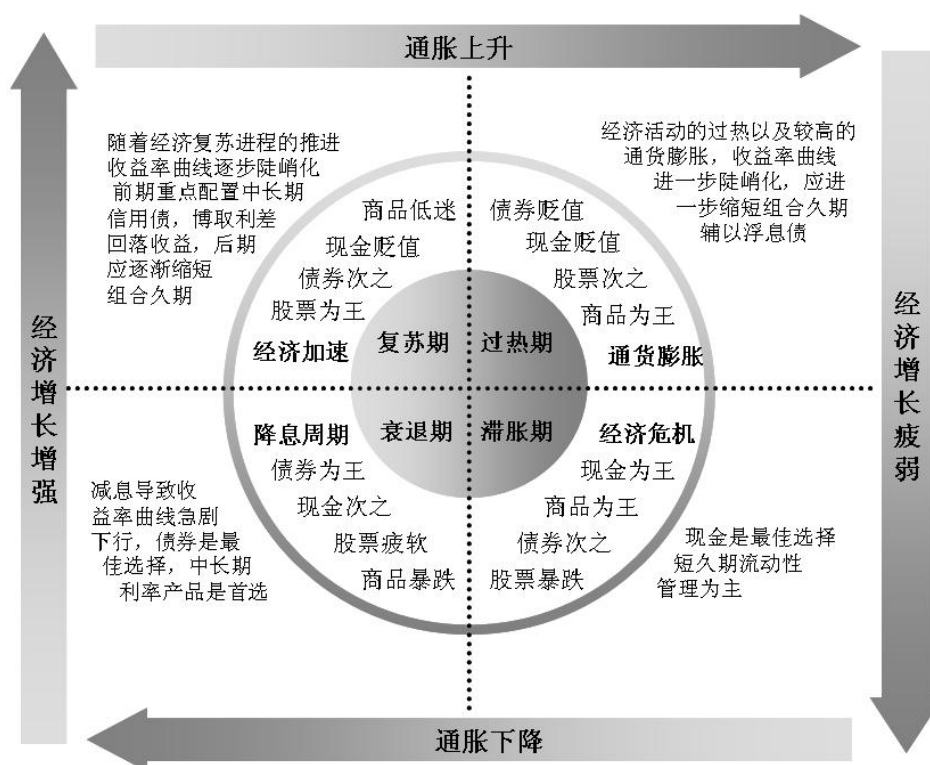 通胀上升
随着经济复苏进程的推进
收益率曲线逐步陡峭化
前期重点配置中长期
信用债，博取利差
回落收益，后期
应逐渐缩短
组合久期
经济活动的过热以及较高的
通货膨胀，收益率曲线
进一步陡峭化，应进
一步缩短组合久期
辅以浮息债
商品低迷
现金贬值
债券次之
股票为王
经济加速
复苏期
债券贬值
现金贬值
股票次之
商品为王
通货膨胀
过热期
经济增长增强
经济增长疲弱
降息周期
衰退期
债券为王
现金次之
股票疲软
商品暴跌
滞胀期
经济危机
现金为王
商品为王
债券次之
股票暴跌
减息导致收
益率曲线急剧
下行，债券是最
佳选择，中长期
利率产品是首选
现金是最佳选择
短久期流动性
管理为主
通胀下降